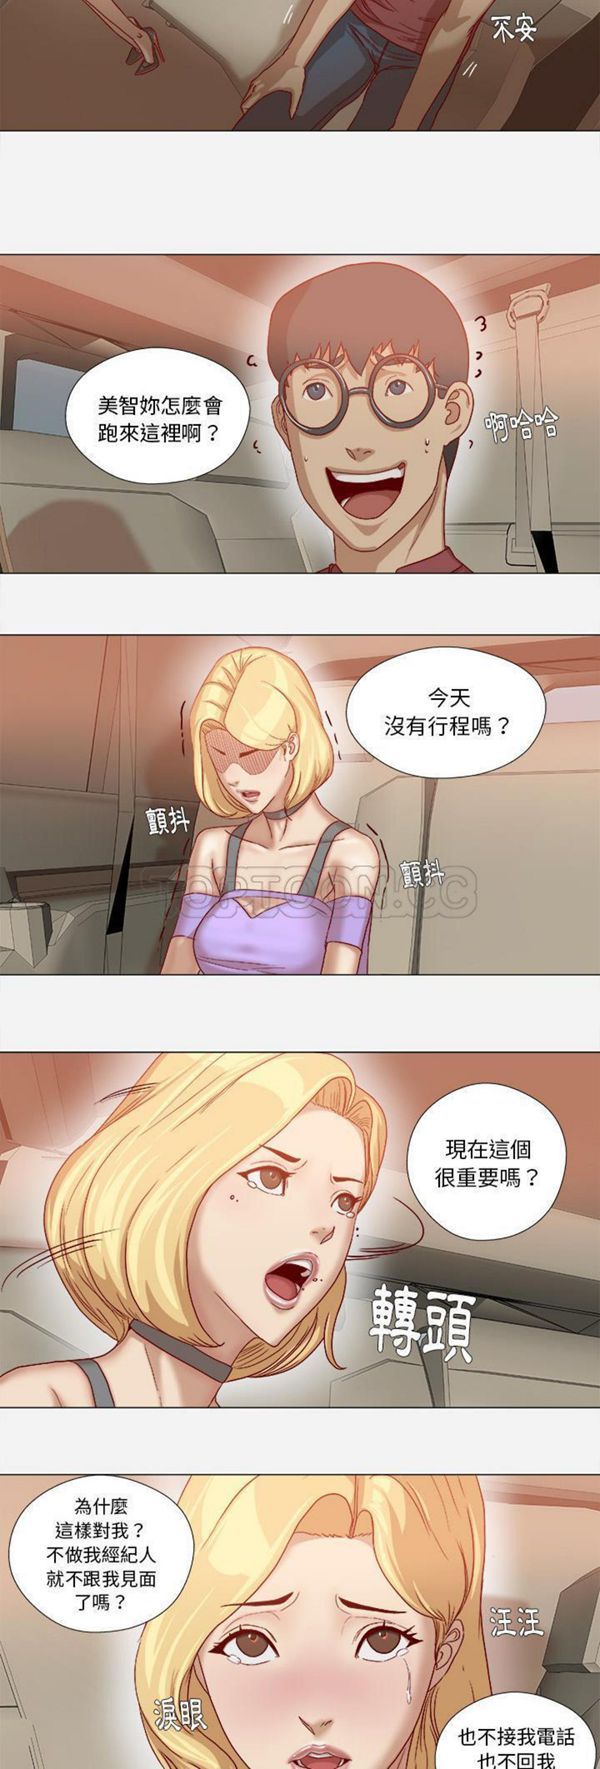 不安
美智妳怎麼會
跑來這裡啊？
啊哈哈
今天
沒有行程嗎？
顫抖
顫抖
TOPTOON.CC
現在這個
很重要嗎？
轉頭
為什麼
這樣對我？
不做我經紀人
就不跟我見面
了嗎？
汪汪
淚眼
也不接我電話
也不回我